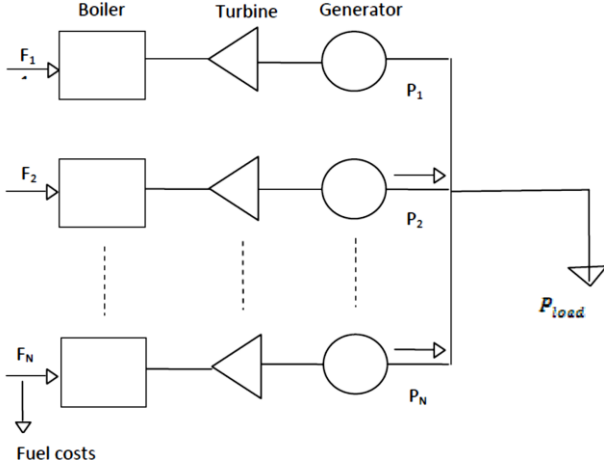 Boiler Turbine Generator
F1
P1
F2
P2
Pload
FN
PN
Fuel costs